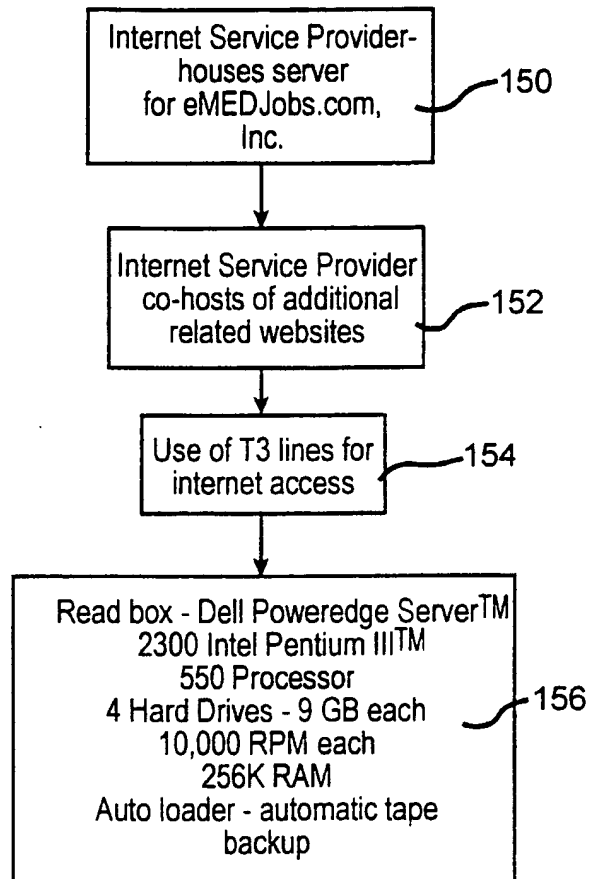 Internet Service Provider-
houses server
for eMEDJobs.com,
Inc.
150
Internet Service Provider
co-hosts of additional
related websites
152
Use of T3 lines for
internet access
154
Read box - Dell Poweredge Server™
2300 Intel Pentium III™
550 Processor
4 Hard Drives - 9 GB each
10,000 RPM each
256K RAM
Auto loader - automatic tape
backup
156